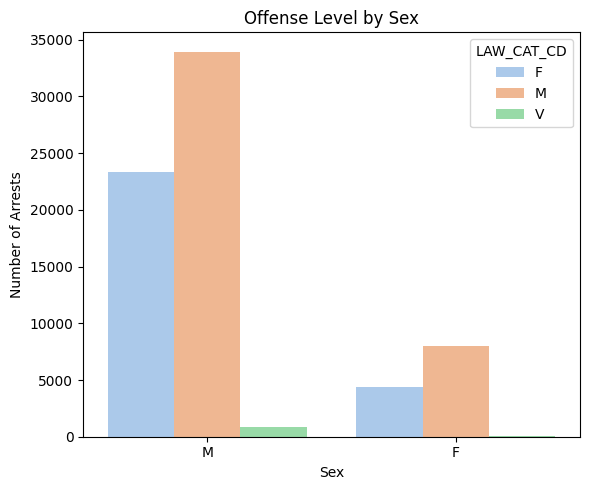 Offense Level by Sex
LAW_CAT_CD
F
M
V
35000
30000
25000
20000
15000
10000
5000
0
Number of Arrests
M
F
Sex